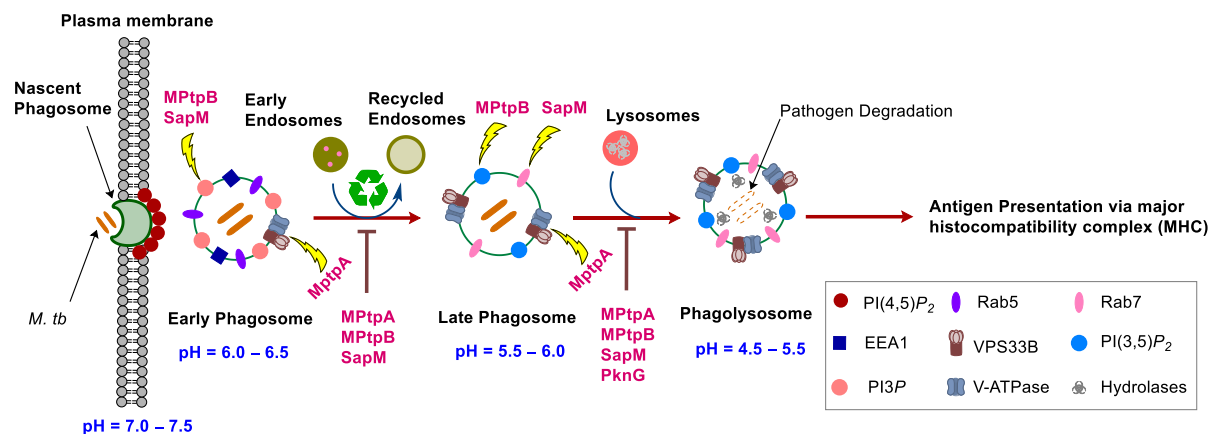 Plasma membrane
Nascent
Phagosome
M. tb
pH = 7.0 – 7.5
MPtpB
SapM
MptpA
Early Phagosome
pH = 6.0 – 6.5
Early
Endosomes
Recycled
Endosomes
MPtpA
MPtpB
SapM
MPtpB
SapM
MptpA
Late Phagosome
pH = 5.5 – 6.0
Lysosomes
MPtpA
MPtpB
SapM
PknG
Pathogen Degradation
Phagolysosome
pH = 4.5 – 5.5
Antigen Presentation via major
histocompatibility complex (MHC)
PI(4,5)P2
Rab5
Rab7
EEA1
VPS33B
PI(3,5)P2
PI3P
V-ATPase
Hydrolases